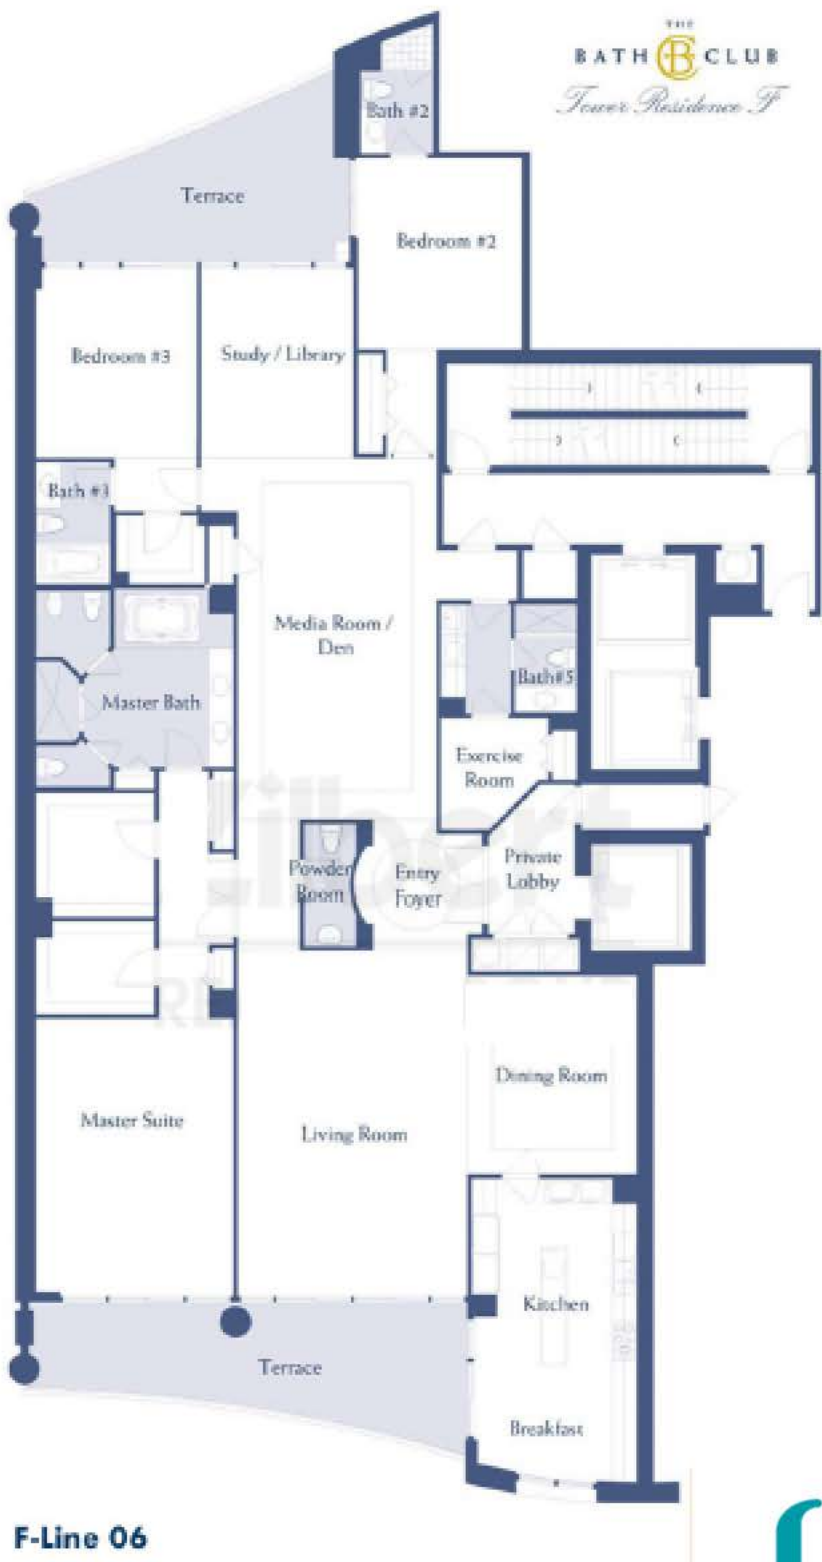 THE
BATH CLUB
Tower Residence F
Bath #2
Terrace
Bedroom #2
Bedroom #3
Study / Library
Bath #3
Media Room /
Den
Master Bath
Bath#5
Exercise
Room
Powder
Room
Entry
Foyer
Private
Lobby
Dining Room
Master Suite
Living Room
Kitchen
Terrace
Breakfast
F-Line 06